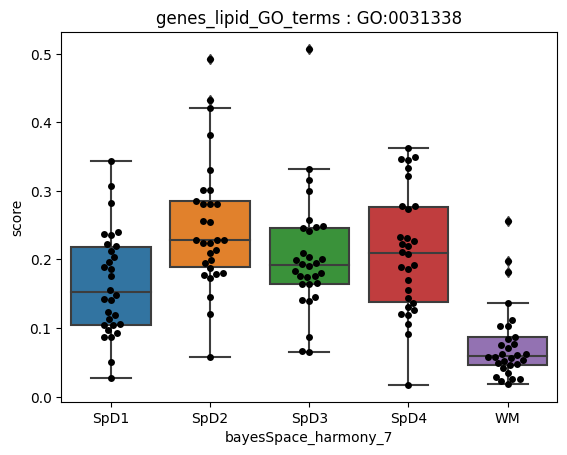 genes_lipid_GO_terms : GO:0031338
score
0.5
0.4
0.3
0.2
0.1
0.0
SpD1 SpD2 SpD3 SpD4 WM
bayesSpace_harmony_7